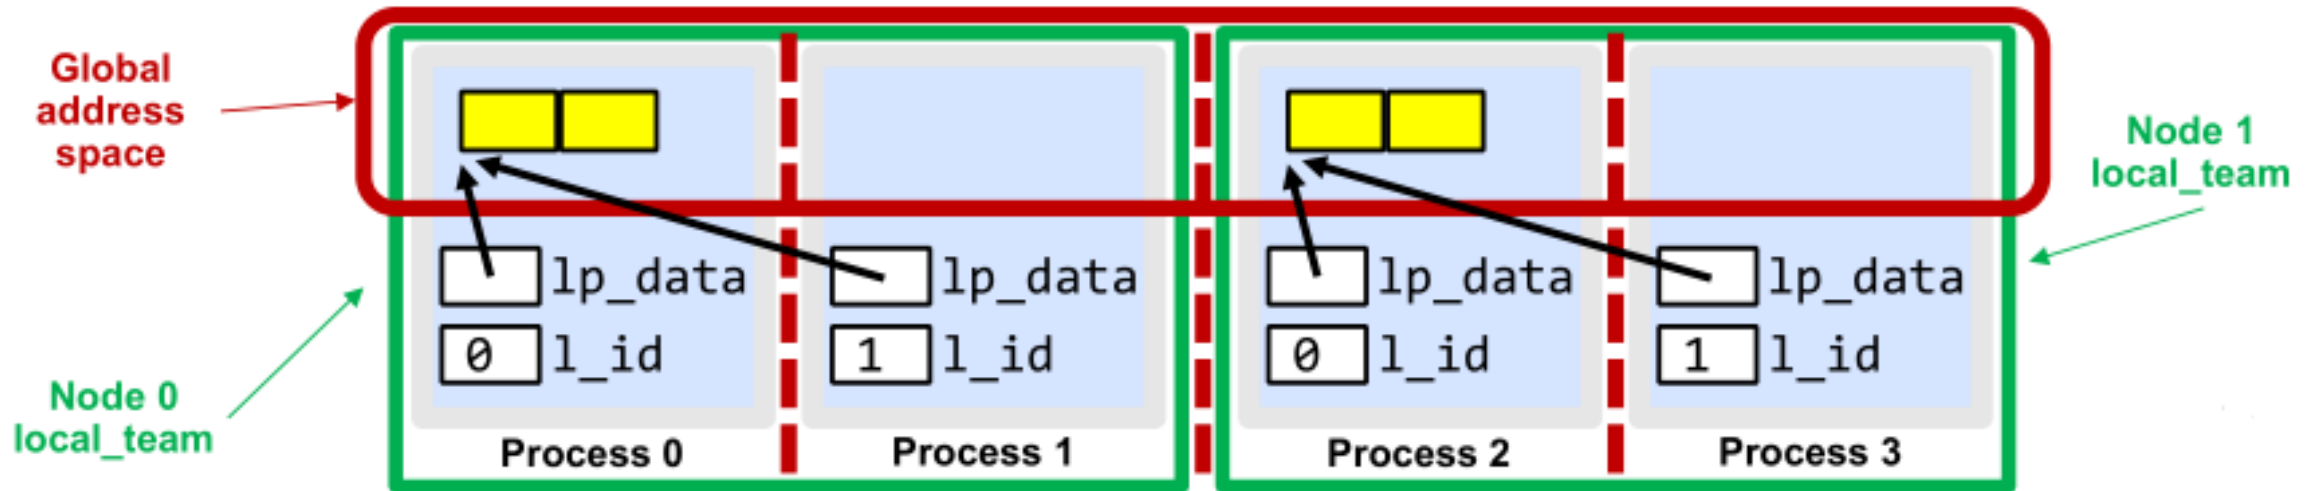 Global
address
space
Node 1
local_team
lp_data
lp_data
lp_data
lp_data
0 l_id
1 l_id
0 l_id
1 l_id
Node 0
local_team
Process 0
Process 1
Process 2
Process 3